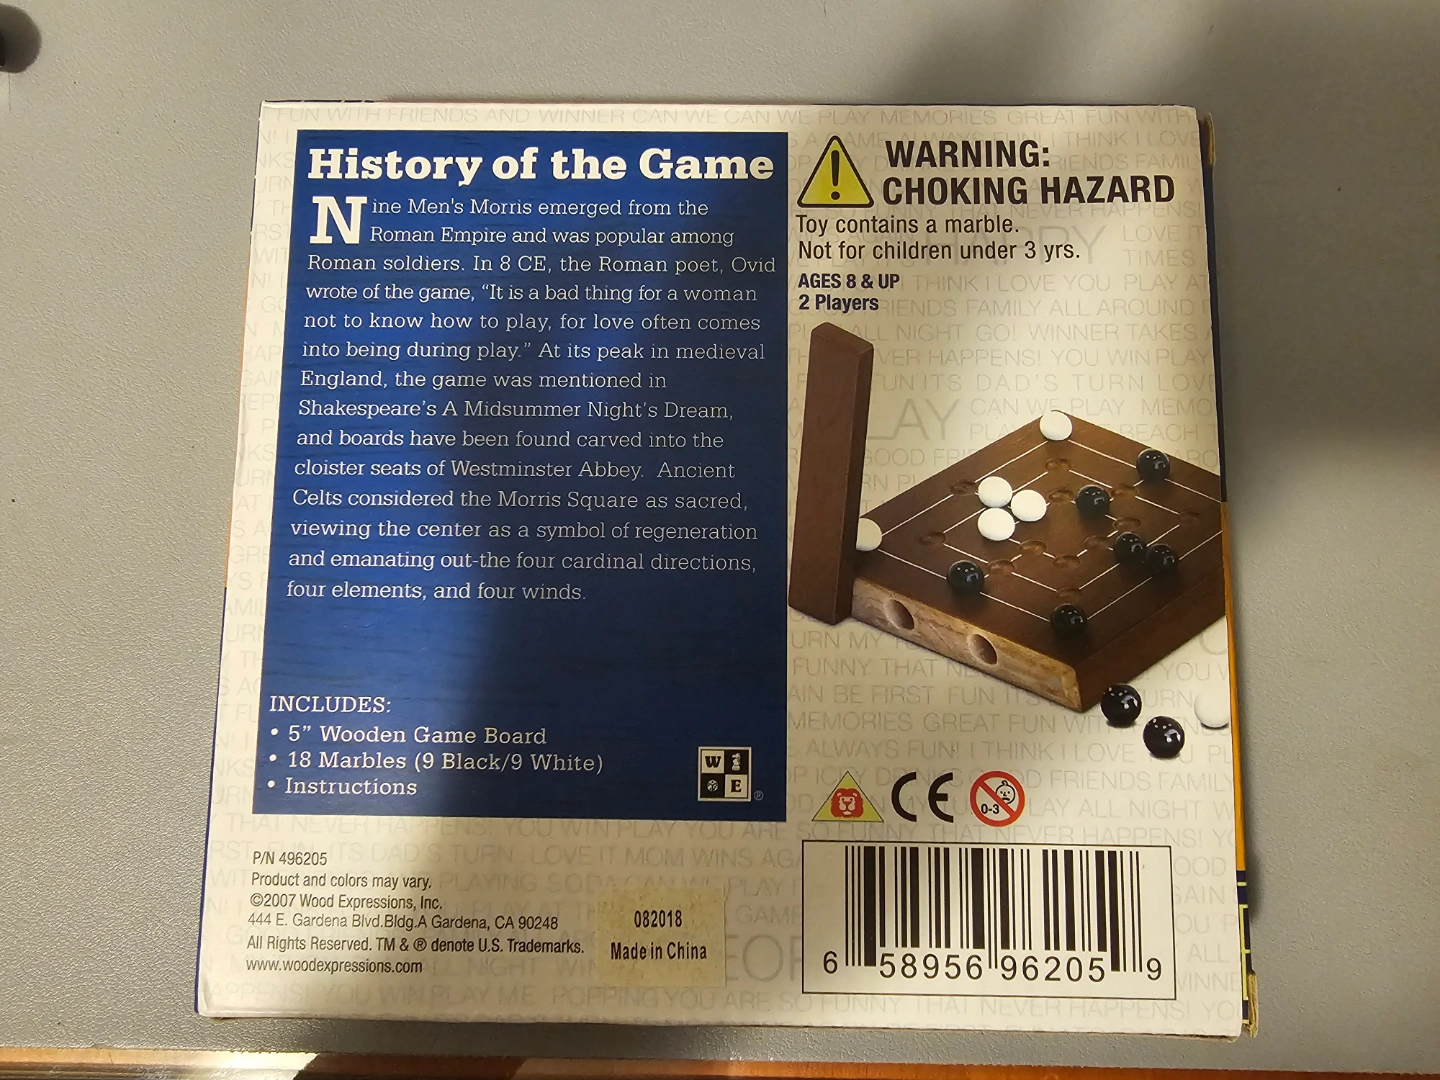 History of the Game
Nine Men's Morris emerged from the
Roman Empire and was popular among
Roman soldiers. In 8 CE, the Roman poet, Ovid
wrote of the game, “It is a bad thing for a woman
not to know how to play, for love often comes
into being during play.” At its peak in medieval
England, the game was mentioned in
Shakespeare's A Midsummer Night's Dream,
and boards have been found carved into the
cloister seats of Westminster Abbey. Ancient
Celts considered the Morris Square as sacred,
viewing the center as a symbol of regeneration
and emanating out-the four cardinal directions,
four elements, and four winds.
INCLUDES:
• 5” Wooden Game Board
• 18 Marbles (9 Black/9 White)
• Instructions
W
E
®
WARNING:
CHOKING HAZARD
Toy contains a marble.
Not for children under 3 yrs.
AGES 8 & UP
2 Players
CE
0-3
P/N 496205
Product and colors may vary.
©2007 Wood Expressions, Inc.
444 E. Gardena Blvd.Bldg.A Gardena, CA 90248
All Rights Reserved. TM & ® denote U.S. Trademarks.
www.woodexpressions.com
082018
Made in China
6 58956 96205 9